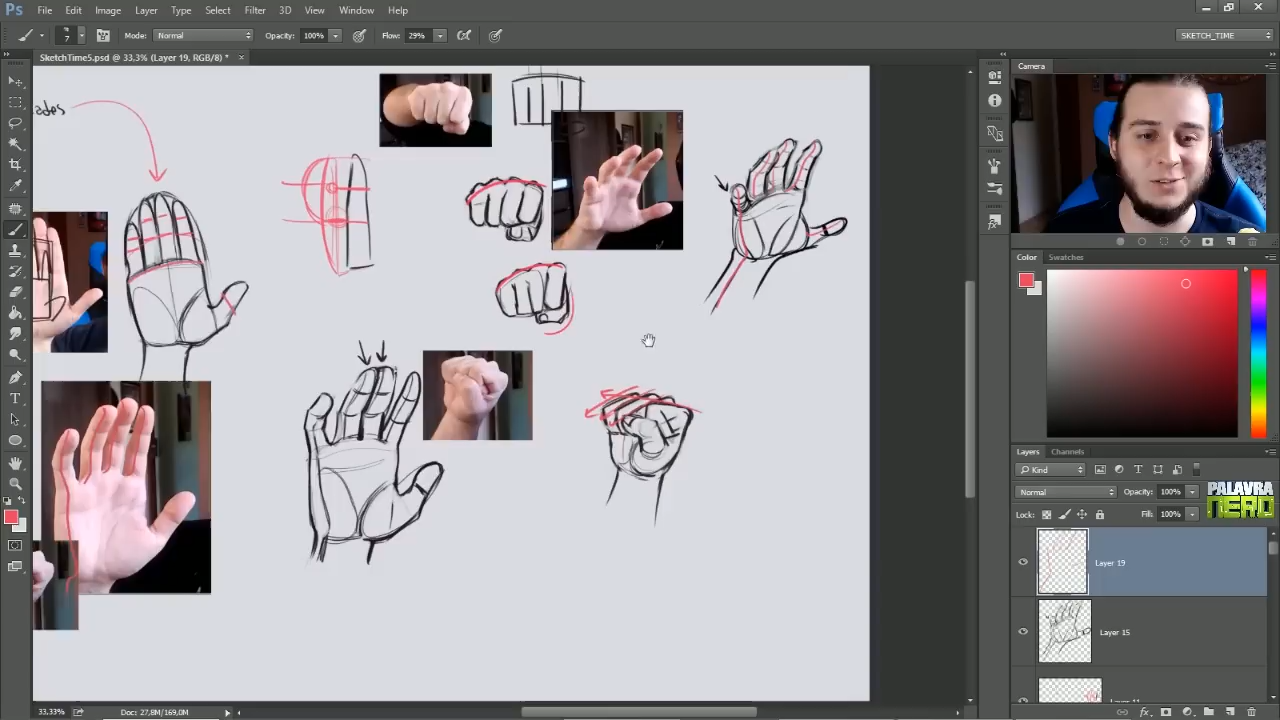 Ps File Edit Image Layer Type Select Filter 3D View Window Help
7 Mode: Normal Opacity: 100% Flow: 29% SKETCH_TIME
SketchTime5.psd @ 33,3% (Layer 19, RGB/8) *
ades
Camera
Color Swatches
Layers Channels
Kind
Normal Opacity: 100%
PALAVRA
NERD
Lock: Fill: 100%
Layer 19
Layer 15
33,33% Doc: 27,8M/169,0M